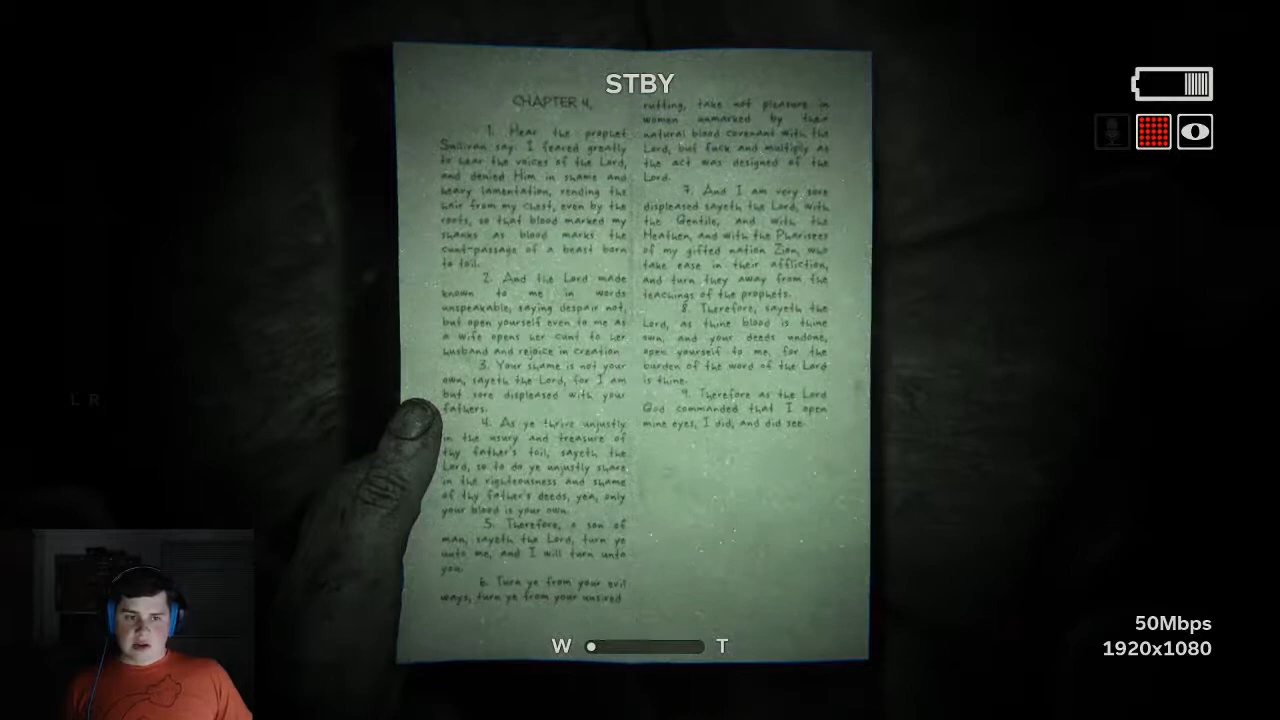 STBY
CHAPTER 4.
1. Hear the prophet
Sullivan say: I feared greatly
to hear the voices of the Lord,
and denied Him in shame and
heavy lamentation, rending the
hair from my chest, even by the
roots, so that blood marked my
shanks as blood marks the
cunt-passage of a beast born
to toil.
2. And the Lord made
known to me in words
unspeakable, saying despair not,
but open yourself even to me as
a wife opens her cunt to her
husband and rejoice in creation
3. Your shame is not your
own, sayeth the Lord, for I am
but sore displeased with your
fathers.
4. As ye thrive unjustly
in the usury and treasure of
thy father's toil, sayeth the
Lord, so to do ye unjustly share
in the righteousness and shame
of thy father's deeds, yea, only
your blood is your own.
5. Therefore, o son of
man, sayeth the Lord, turn ye
unto me, and I will turn unto
you.
6. Turn ye from your evil
ways, turn ye from your unsired
rutting, take not pleasure in
women unmarked by their
natural blood covenant with the
Lord, but fuck and multiply as
the act was designed of the
Lord.
7. And I am very sore
displeased sayeth the Lord, with
the Gentile, and with the
Heathen, and with the Pharisees
of my gifted nation Zion, who
take ease in their affliction,
and turn they away from the
teachings of the prophets.
8. Therefore, sayeth the
Lord, as thine blood is thine
own, and your deeds undone,
open yourself to me, for the
burden of the word of the Lord
is thine.
9. Therefore as the Lord
God commanded that I open
mine eyes, I did, and did see.
L R
W T
50Mbps
1920x1080